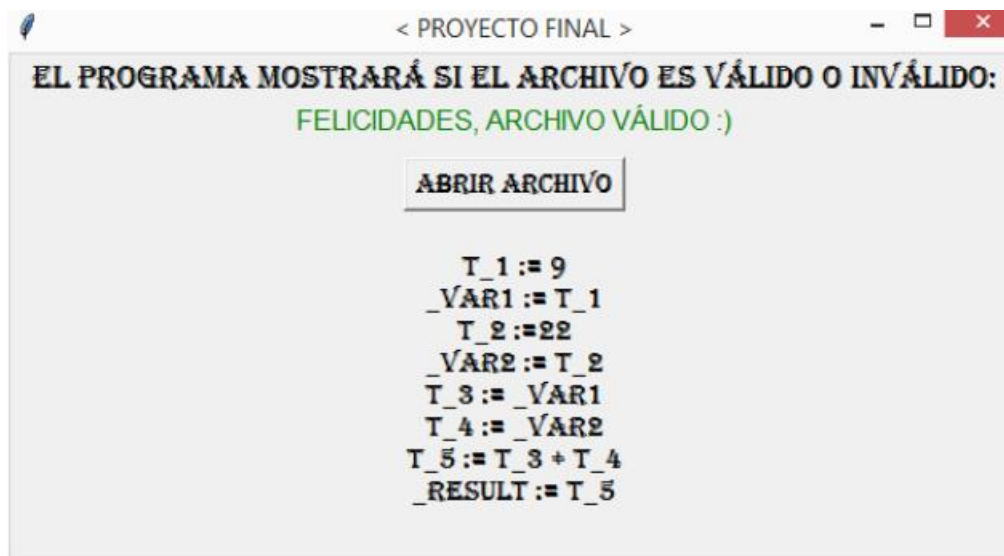 < PROYECTO FINAL >
EL PROGRAMA MOSTRARÁ SI EL ARCHIVO ES VÁLIDO O INVÁLIDO:
FELICIDADES, ARCHIVO VÁLIDO :)
ABRIR ARCHIVO
T_1 := 9
_VAR1 := T_1
T_2 :=22
_VAR2 := T_2
T_3 := _VAR1
T_4 := _VAR2
T_5 := T_3 + T_4
_RESULT := T_5